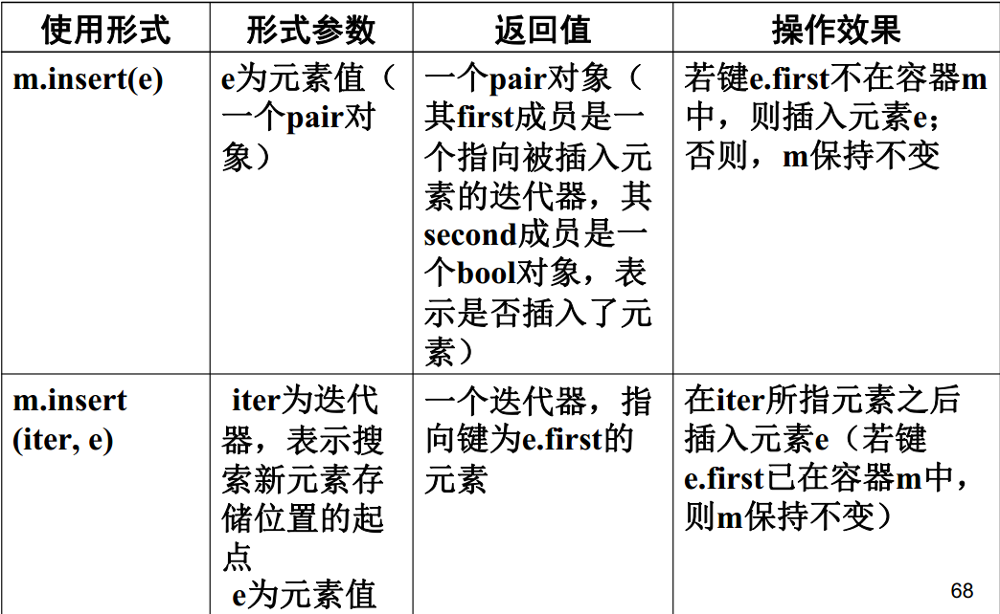 使用形式 形式参数 返回值 操作效果
m.insert(e)
e为元素值（
一个pair对
象）
一个pair对象（
其first成员是一
个指向被插入元
素的迭代器，其
second成员是一
个bool对象，表
示是否插入了元
素）
若键e.first不在容器m
中，则插入元素e；
否则，m保持不变
m.insert
(iter, e)
iter为迭代
器，表示搜
索新元素存
储位置的起
点
e为元素值
一个迭代器，指
向键为e.first的
元素
在iter所指元素之后
插入元素e（若键
e.first已在容器m中，
则m保持不变）
68